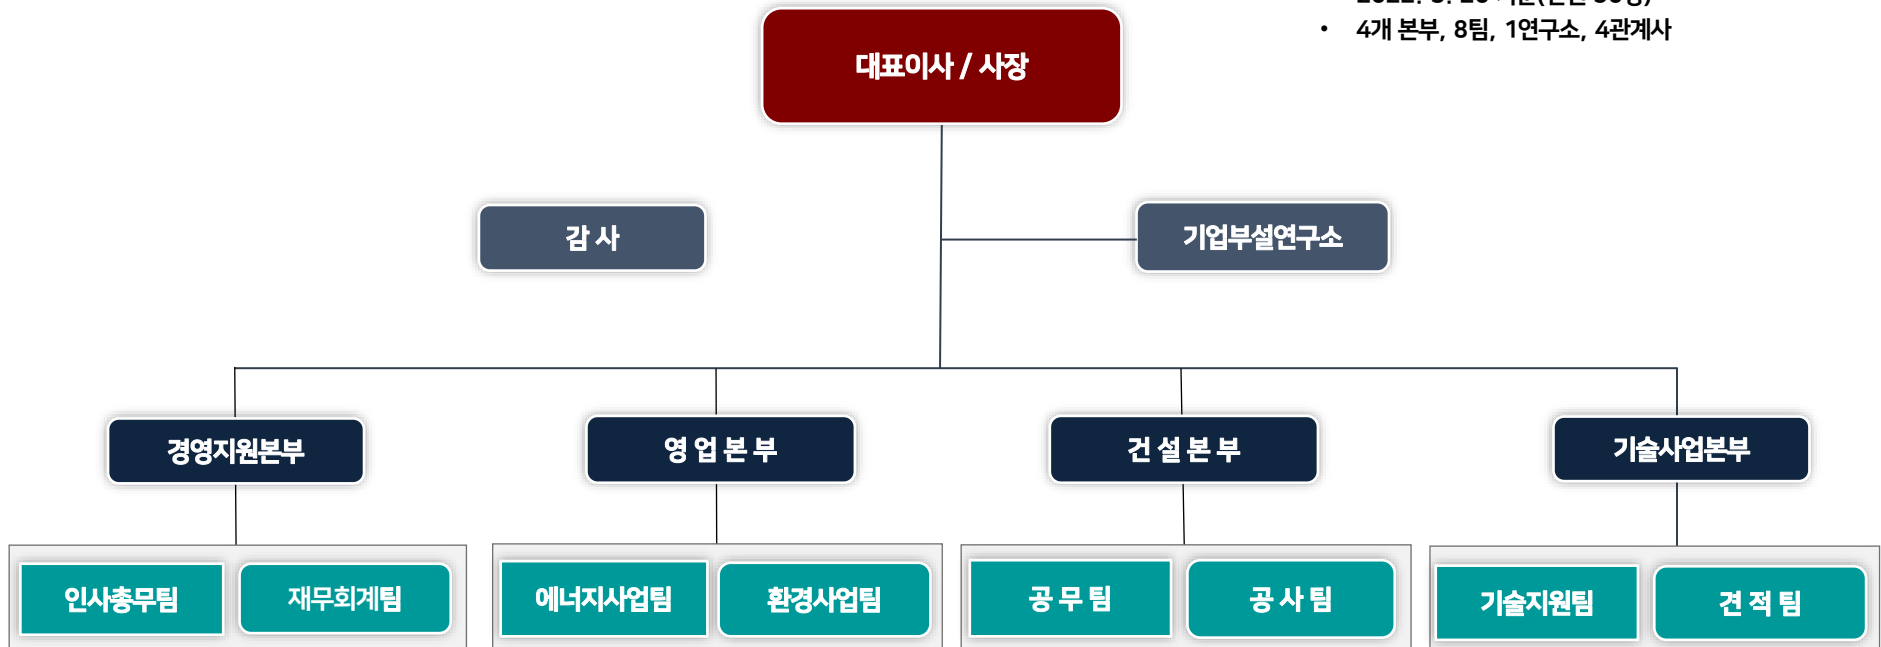 • 4개 본부, 8팀, 1연구소, 4관계사
대표이사 / 사장
감 사
기업부설연구소
경영지원본부
영 업 본 부
건 설 본 부
기술사업본부
인사총무팀
재무회계팀
에너지사업팀
환경사업팀
공 무 팀
공 사 팀
기술지원팀
견 적 팀